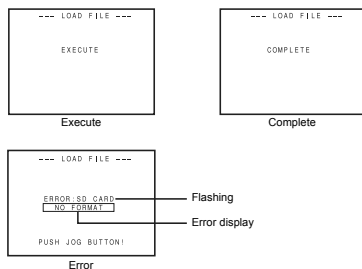 --- LOAD FILE ---
EXECUTE
Execute
--- LOAD FILE ---
COMPLETE
Complete
--- LOAD FILE ---
ERROR:SD CARD
NO FORMAT
PUSH JOG BUTTON!
Flashing
Error display
Error